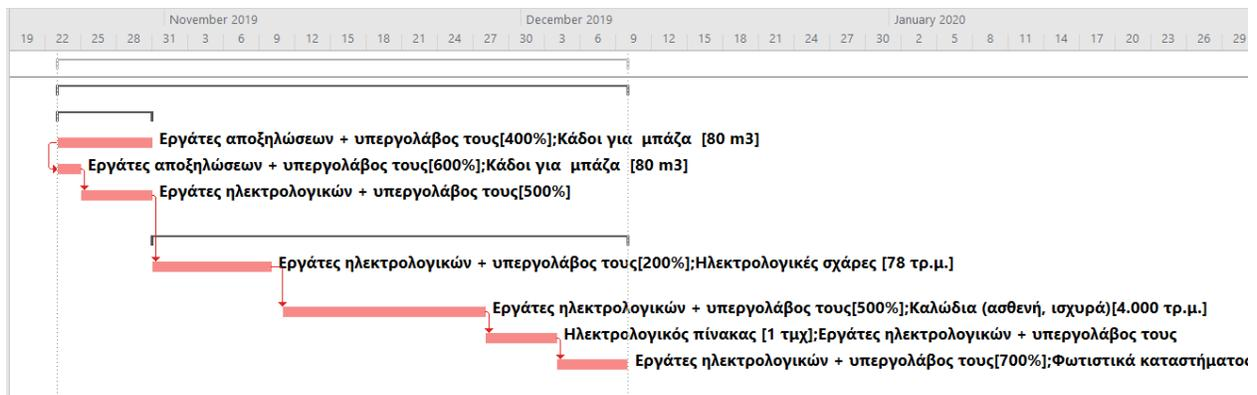 November 2019 December 2019 January 2020
19 22 25 28 31 3 6 9 12 15 18 21 24 27 30 3 6 9 12 15 18 21 24 27 30 2 5 8 11 14 17 20 23 26 29
Εργάτες αποξηλώσεων + υπεργολάβος τους[400%];Κάδοι για μπάζα [80 m3]
Εργάτες αποξηλώσεων + υπεργολάβος τους[600%];Κάδοι για μπάζα [80 m3]
Εργάτες ηλεκτρολογικών + υπεργολάβος τους[500%]
Εργάτες ηλεκτρολογικών + υπεργολάβος τους[200%];Ηλεκτρολογικές σχάρες [78 τρ.μ.]
Εργάτες ηλεκτρολογικών + υπεργολάβος τους[500%];Καλώδια (ασθενή, ισχυρά)[4.000 τρ.μ.]
Ηλεκτρολογικός πίνακας [1 τμχ];Εργάτες ηλεκτρολογικών + υπεργολάβος τους
Εργάτες ηλεκτρολογικών + υπεργολάβος τους[700%];Φωτιστικά καταστήματος